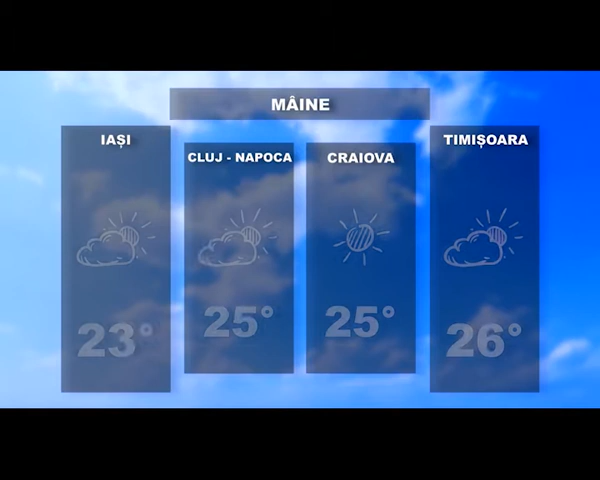 MÂINE
IAȘI
CLUJ - NAPOCA
CRAIOVA
TIMIȘOARA
23°
25°
25°
26°